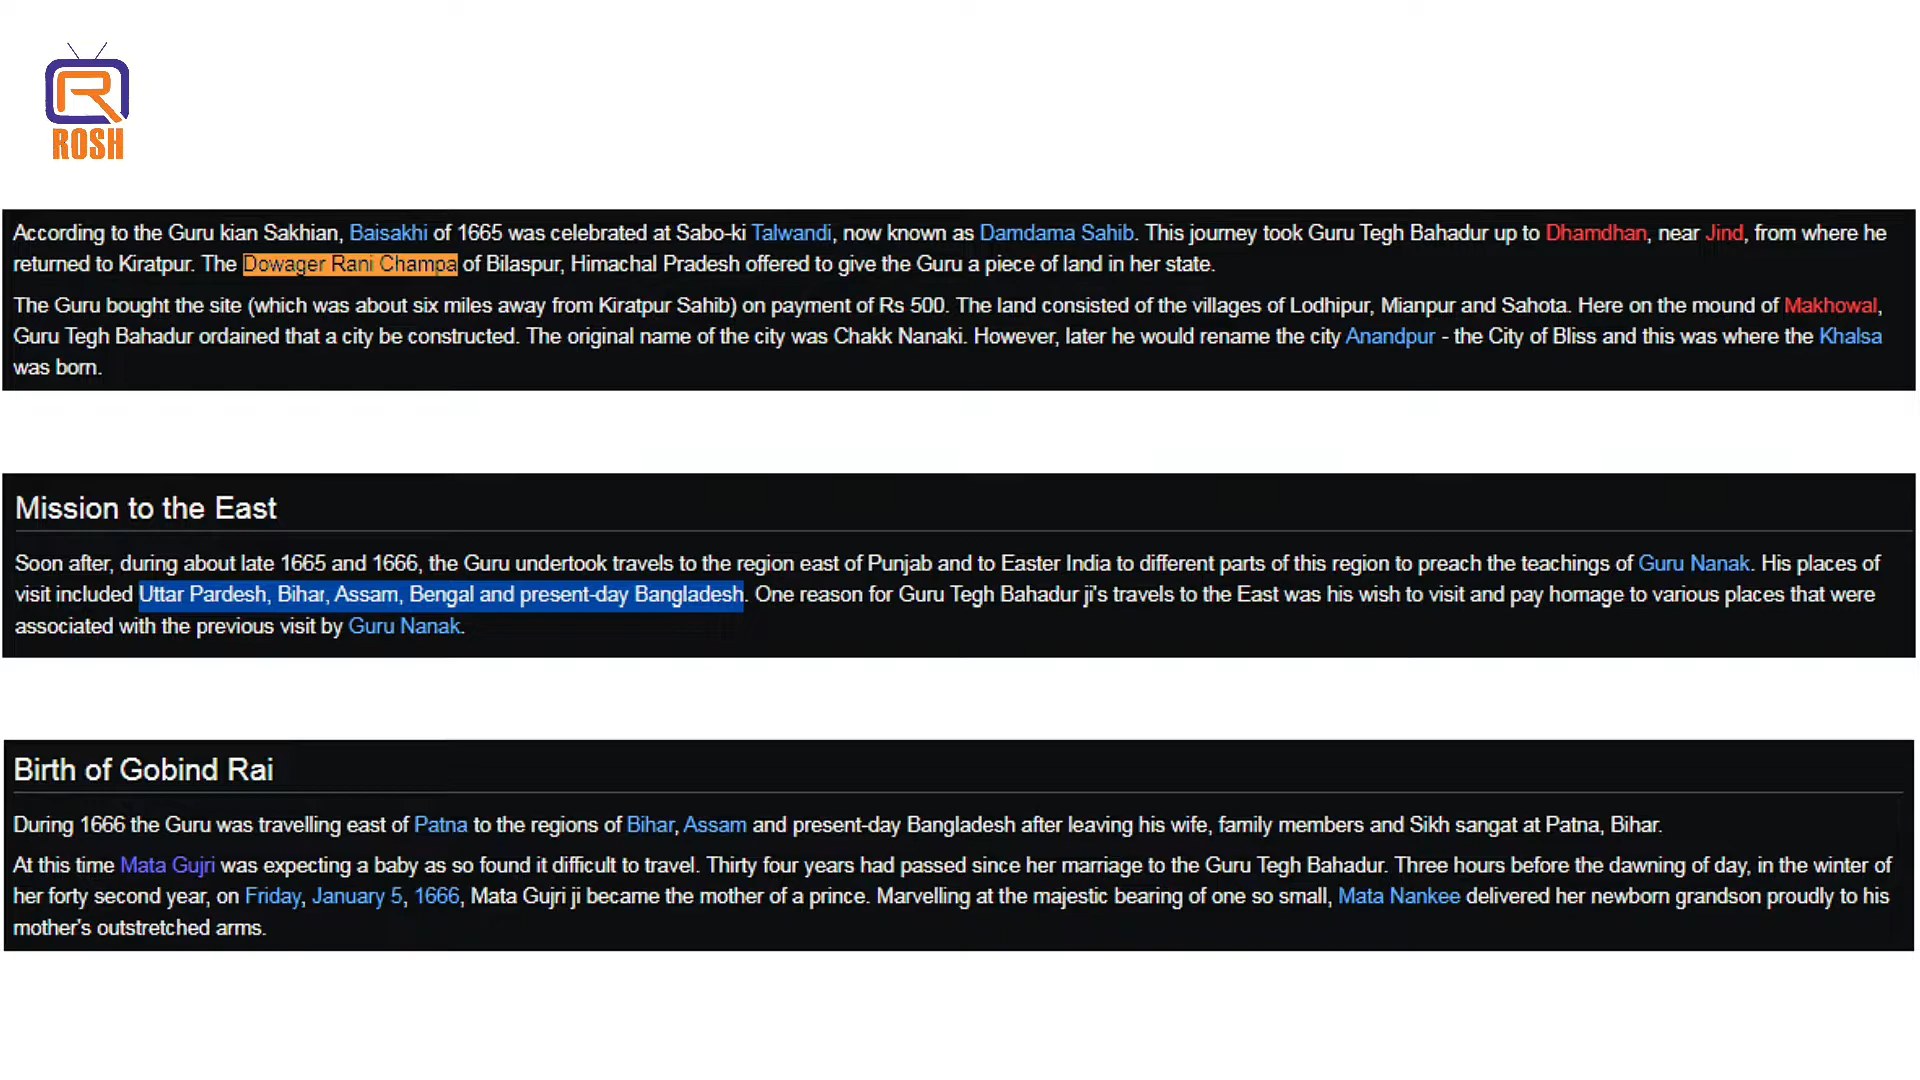 R
ROSH
According to the Guru kian Sakhian, Baisakhi of 1665 was celebrated at Sabo-ki Talwandi, now known as Damdama Sahib. This journey took Guru Tegh Bahadur up to Dhamdhan, near Jind, from where he
returned to Kiratpur. The Dowager Rani Champa of Bilaspur, Himachal Pradesh offered to give the Guru a piece of land in her state.
The Guru bought the site (which was about six miles away from Kiratpur Sahib) on payment of Rs 500. The land consisted of the villages of Lodhipur, Mianpur and Sahota. Here on the mound of Makhowal,
Guru Tegh Bahadur ordained that a city be constructed. The original name of the city was Chakk Nanaki. However, later he would rename the city Anandpur - the City of Bliss and this was where the Khalsa
was born.
Mission to the East
Soon after, during about late 1665 and 1666, the Guru undertook travels to the region east of Punjab and to Easter India to different parts of this region to preach the teachings of Guru Nanak. His places of
visit included Uttar Pardesh, Bihar, Assam, Bengal and present-day Bangladesh. One reason for Guru Tegh Bahadur ji's travels to the East was his wish to visit and pay homage to various places that were
associated with the previous visit by Guru Nanak.
Birth of Gobind Rai
During 1666 the Guru was travelling east of Patna to the regions of Bihar, Assam and present-day Bangladesh after leaving his wife, family members and Sikh sangat at Patna, Bihar.
At this time Mata Gujri was expecting a baby as so found it difficult to travel. Thirty four years had passed since her marriage to the Guru Tegh Bahadur. Three hours before the dawning of day, in the winter of
her forty second year, on Friday, January 5, 1666, Mata Gujri ji became the mother of a prince. Marvelling at the majestic bearing of one so small, Mata Nankee delivered her newborn grandson proudly to his
mother's outstretched arms.